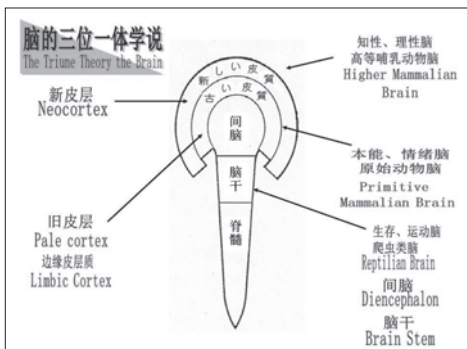 脑的三位一体学说
The Triune Theory the Brain
新皮层
Neocortex
旧皮层
Pale cortex
边缘皮层质
Limbic Cortex
新しい皮質
古い皮質
间脑
脑干
脊髓
知性、理性脑
高等哺乳动物脑
Higher Mammalian
Brain
本能、情绪脑
原始动物脑
Primitive
Mammalian Brain
生存、运动脑
爬虫类脑
Reptilian Brain
间脑
Diencephalon
脑干
Brain Stem